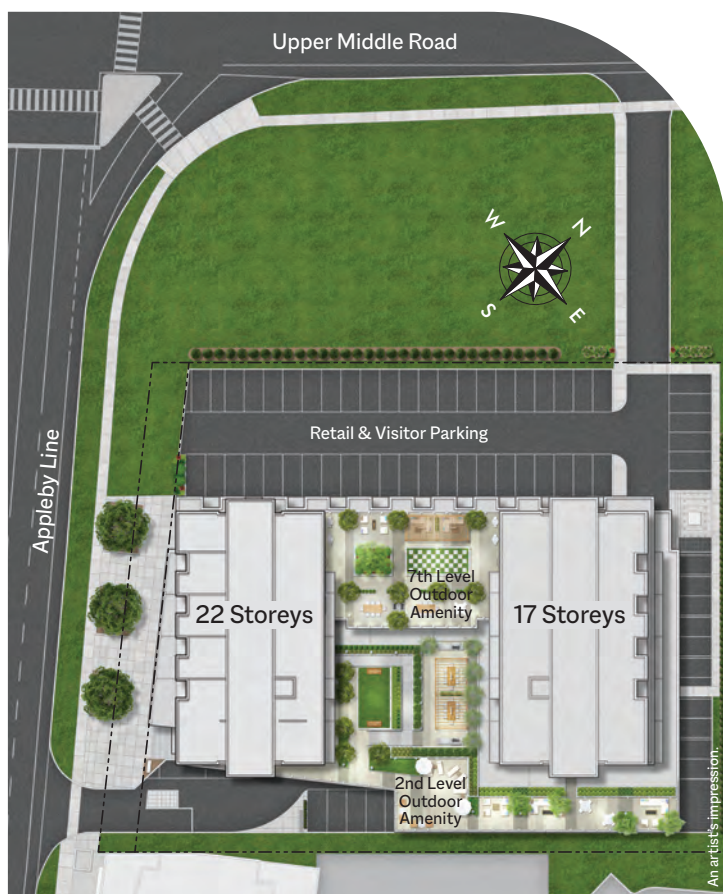 Upper Middle Road
W
N
S
E
Appleby Line
Retail & Visitor Parking
7th Level
Outdoor
Amenity
22 Storeys
17 Storeys
2nd Level
Outdoor
Amenity
An artist's impression.